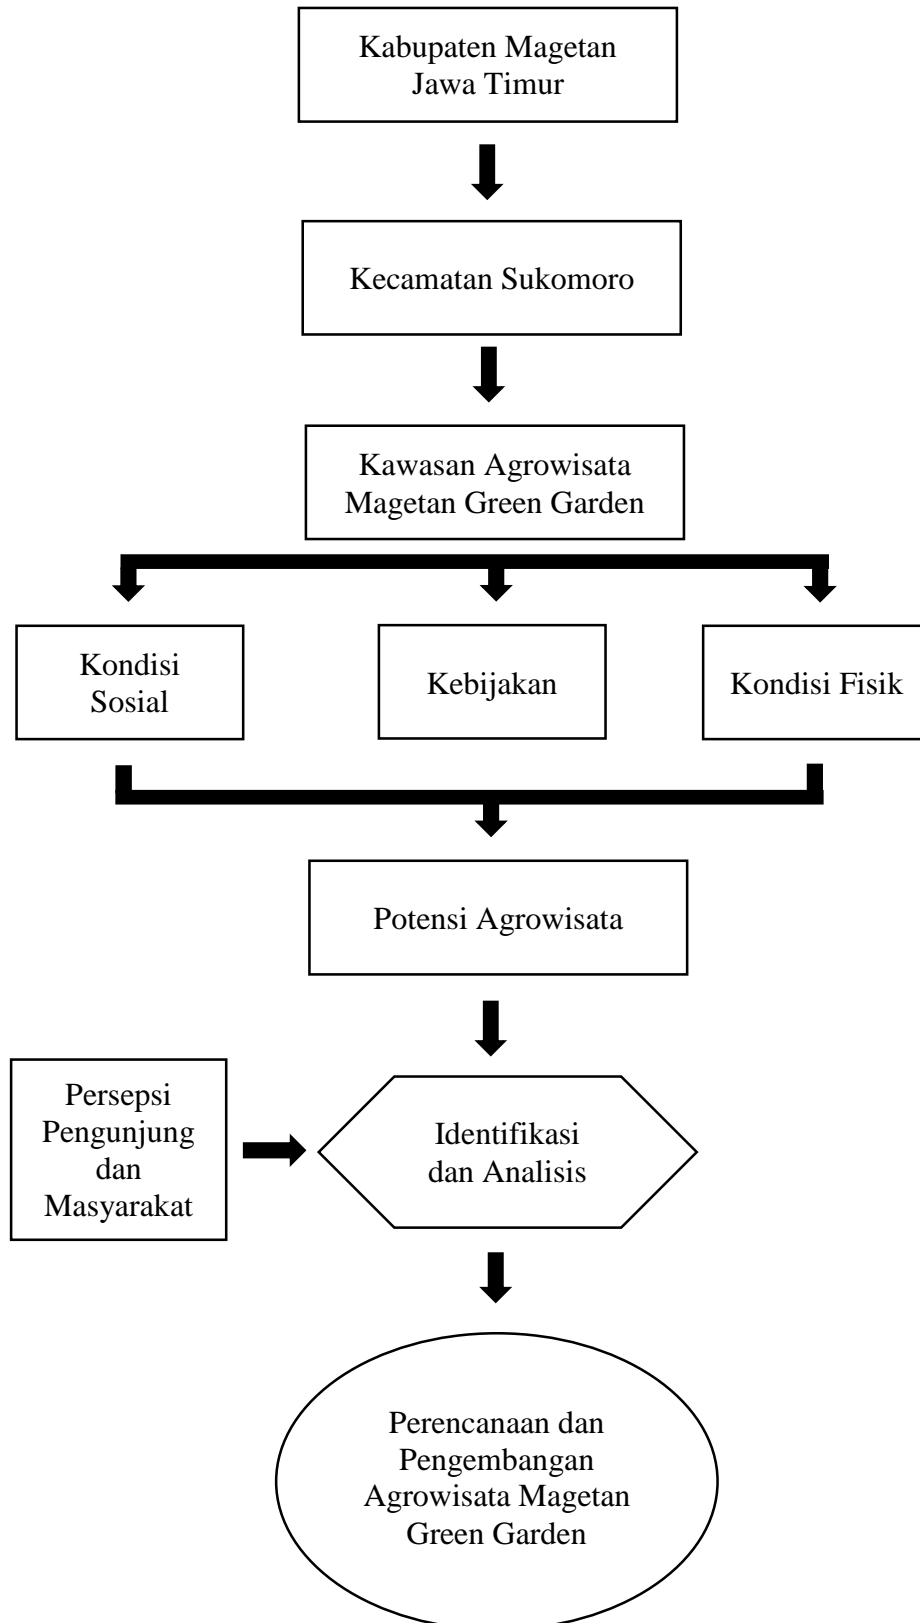 Kabupaten Magetan
Jawa Timur
Kecamatan Sukomoro
Kawasan Agrowisata
Magetan Green Garden
Kondisi
Sosial
Kebijakan
Kondisi Fisik
Potensi Agrowisata
Persepsi
Pengunjung
dan
Masyarakat
Identifikasi
dan Analisis
Perencanaan dan
Pengembangan
Agrowisata Magetan
Green Garden